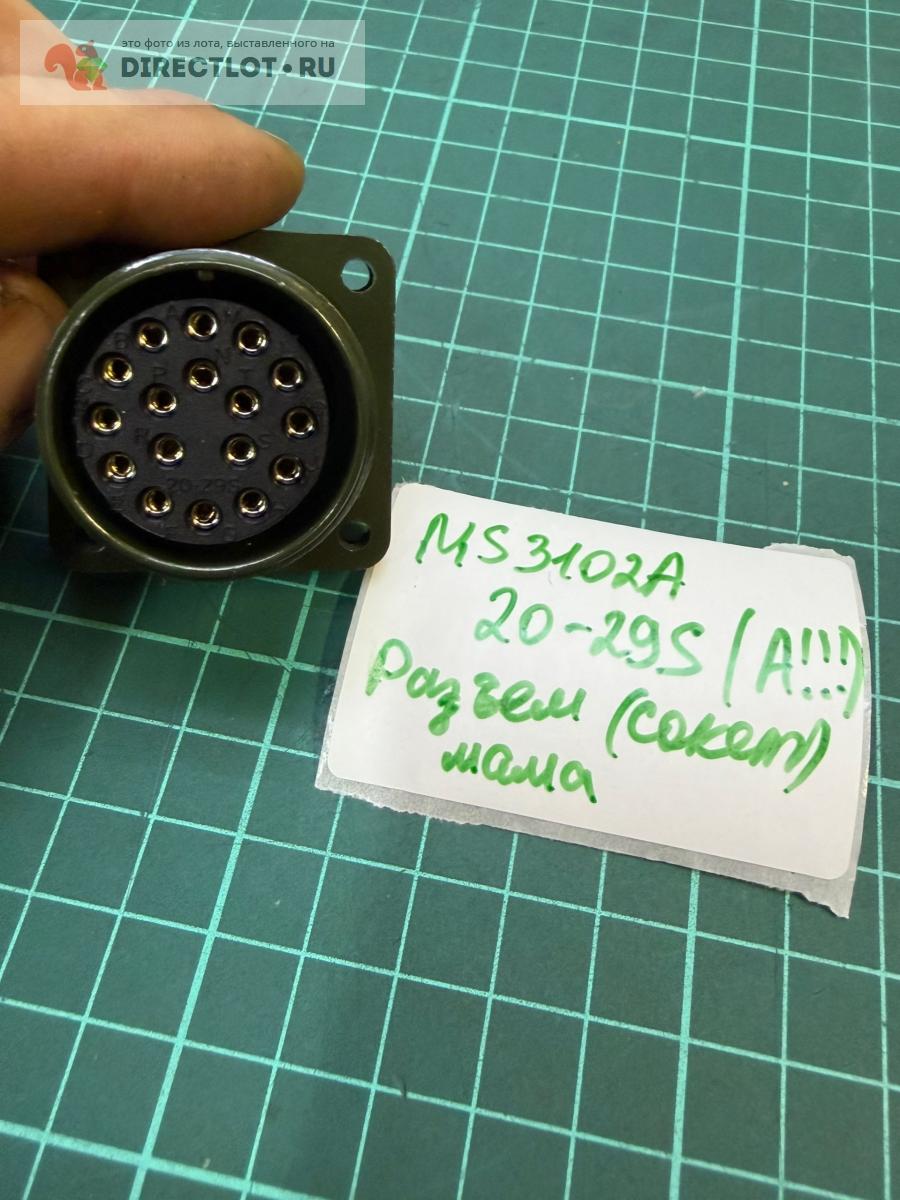 это фото из лота, выставленного на
DIRECTLOT•RU
20-29S
MS3102A
20-29S (A!!!)
Разъем (сокет)
мама